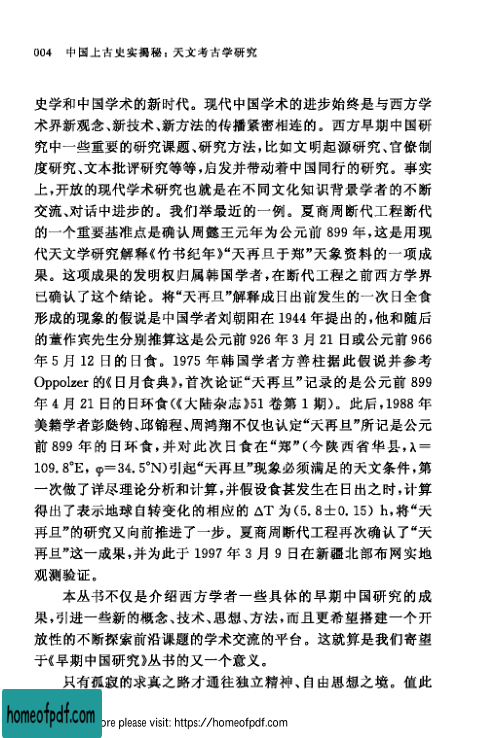 004 中国上古史实揭秘：天文考古学研究
史学和中国学术的新时代。现代中国学术的进步始终是与西方学
术界新观念、新技术、新方法的传播紧密相连的。西方早期中国研
究中一些重要的研究课题、研究方法，比如文明起源研究、官僚制
度研究、文本批评研究等等，启发并带动着中国同行的研究。事实
上，开放的现代学术研究也就是在不同文化知识背景学者的不断
交流、对话中进步的。我们举最近的一例。夏商周断代工程断代
的一个重要基准点是确认周懿王元年为公元前 899 年，这是用现
代天文学研究解释《竹书纪年》“天再旦于郑”天象资料的一项成
果。这项成果的发明权归属韩国学者，在断代工程之前西方学界
已确认了这个结论。将“天再旦”解释成日出前发生的一次日全食
形成的现象的假说是中国学者刘朝阳在 1944 年提出的，他和随后
的董作宾先生分别推算这是公元前 926 年 3 月 21 日或公元前 966
年 5 月 12 日的日食。1975 年韩国学者方善柱据此假说并参考
Oppolzer 的《日月食典》，首次论证“天再旦”记录的是公元前 899
年 4 月 21 日的日环食(《大陆杂志》51 卷第 1 期)。此后，1988 年
美籍学者彭瓞钧、邱锦程、周鸿翔不仅也认定“天再旦”所记是公元
前 899 年的日环食，并对此次日食在“郑”(今陕西省华县，λ＝
109.8°E，φ=34.5°N)引起“天再旦”现象必须满足的天文条件，第
一次做了详尽理论分析和计算，并假设食甚发生在日出之时，计算
得出了表示地球自转变化的相应的 ΔT 为(5.8±0.15) h，将“天
再旦”的研究又向前推进了一步。夏商周断代工程再次确认了“天
再旦”这一成果，并为此于 1997 年 3 月 9 日在新疆北部布网实地
观测验证。
本丛书不仅是介绍西方学者一些具体的早期中国研究的成
果，引进一些新的概念、技术、思想、方法，而且更希望搭建一个开
放性的不断探索前沿课题的学术交流的平台。这就算是我们寄望
于《早期中国研究》丛书的又一个意义。
只有孤寂的求真之路才通往独立精神、自由思想之境。值此
homeofpdf.com
ore please visit: https://homeofpdf.com